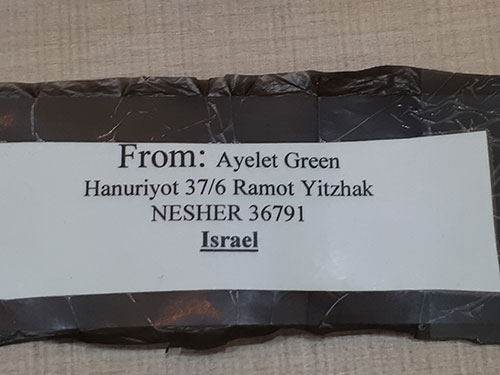 From: Ayelet Green
Hanuriyot 37/6 Ramot Yitzhak
NESHER 36791
Israel